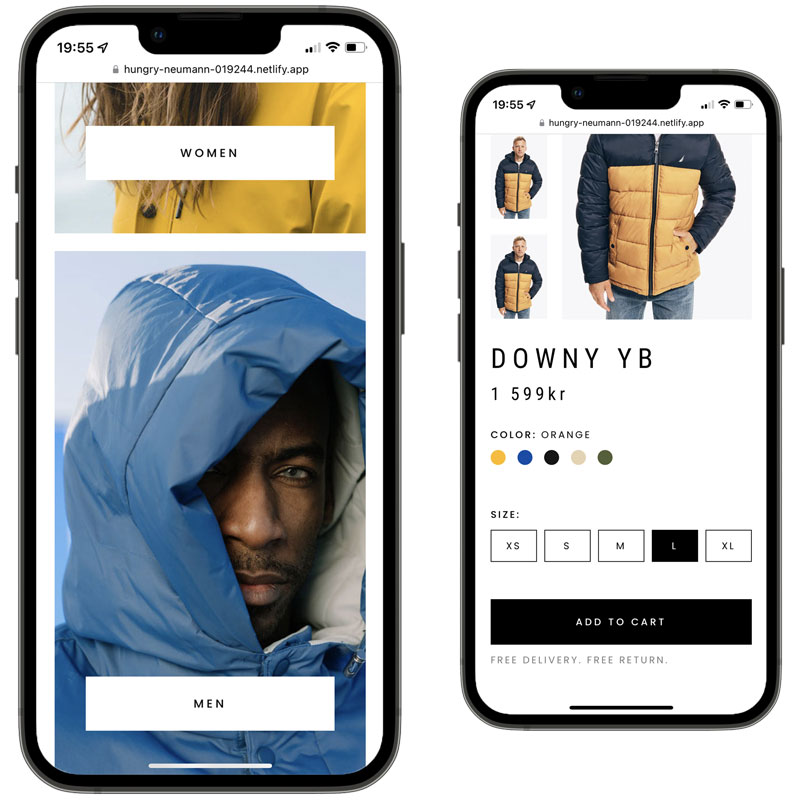 19:55
hungry-neumann-019244.netlify.app
WOMEN
MEN
19:55
hungry-neumann-019244.netlify.app
DOWNY YB
1 599kr
COLOR: ORANGE
SIZE:
XS S M L XL
ADD TO CART
FREE DELIVERY. FREE RETURN.